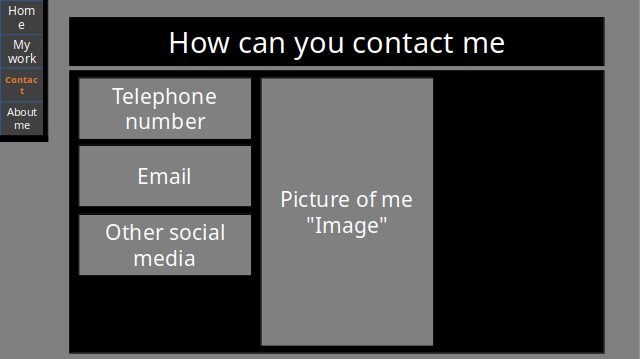 Hom
e
My
work
Contac
t
About
me
How can you contact me
Telephone
number
Email
Other social
media
Picture of me
"Image"